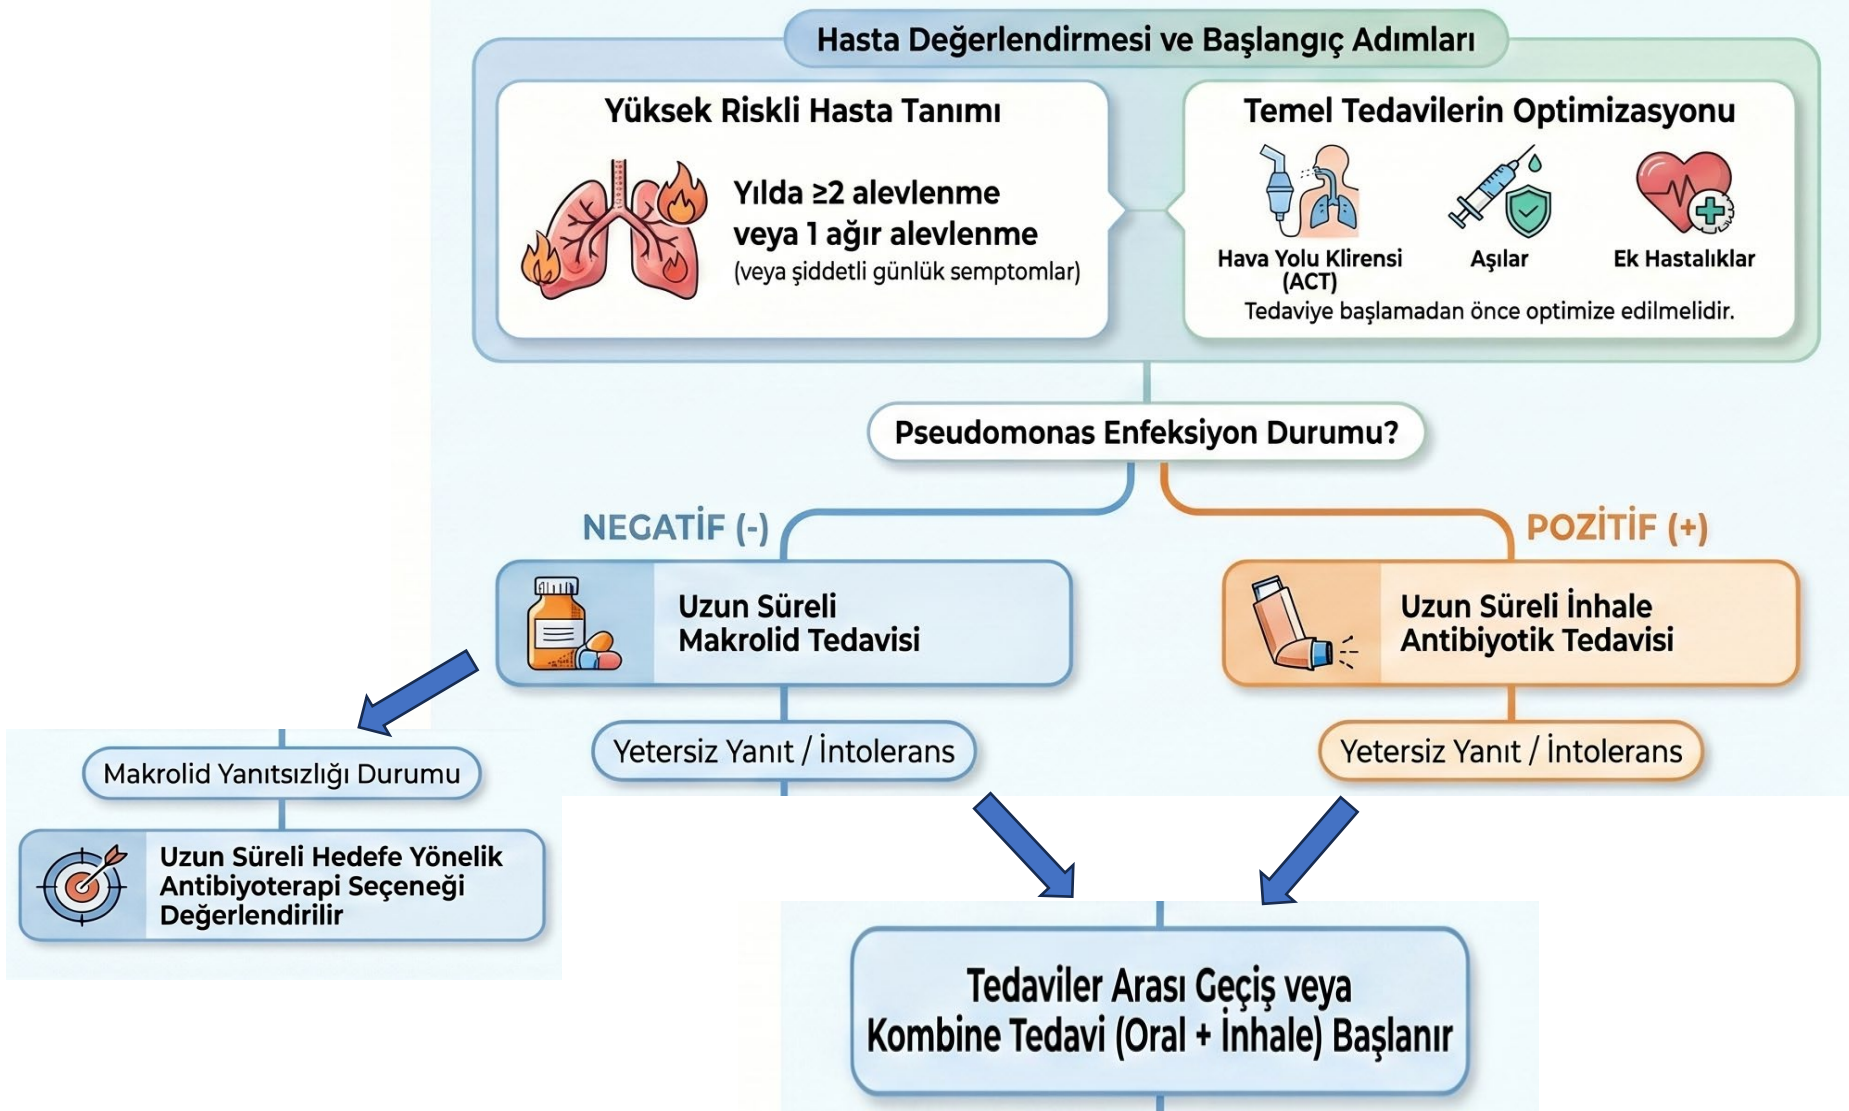 Hasta Değerlendirmesi ve Başlangıç Adımları
Yüksek Riskli Hasta Tanımı
Yılda ≥2 alevlenme
veya 1 ağır alevlenme
(veya şiddetli günlük semptomlar)
Temel Tedavilerin Optimizasyonu
Hava Yolu Klirensi
(ACT)
Aşılar
Ek Hastalıklar
Tedaviye başlamadan önce optimize edilmelidir.
Pseudomonas Enfeksiyon Durumu?
NEGATİF (-)
POZİTİF (+)
Uzun Süreli
Makrolid Tedavisi
Uzun Süreli İnhale
Antibiyotik Tedavisi
Yetersiz Yanıt / İntolerans
Yetersiz Yanıt / İntolerans
Makrolid Yanıtsızlığı Durumu
Uzun Süreli Hedefe Yönelik
Antibiyoterapi Seçeneği
Değerlendirilir
Tedaviler Arası Geçiş veya
Kombine Tedavi (Oral + İnhale) Başlanır